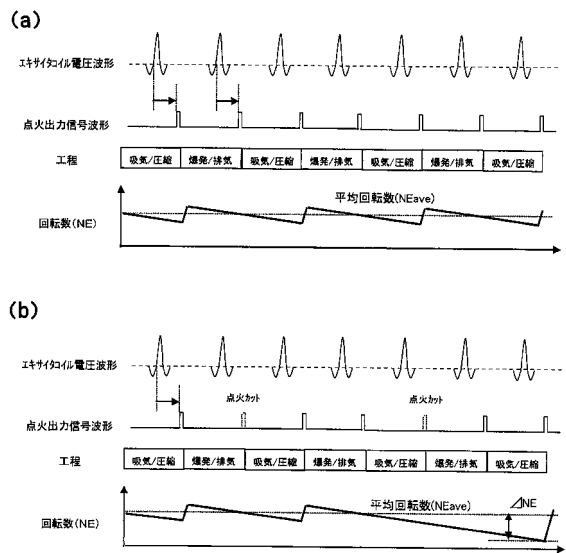 (a)
エキサイタコイル電圧波形
点火出力信号波形
工程
吸気/圧縮 爆発/排気 吸気/圧縮 爆発/排気 吸気/圧縮 爆発/排気 吸気/圧縮
平均回転数(NEave)
回転数(NE)
(b)
エキサイタコイル電圧波形
点火カット 点火カット
点火出力信号波形
工程
吸気/圧縮 爆発/排気 吸気/圧縮 爆発/排気 吸気/圧縮 爆発/排気 吸気/圧縮
平均回転数(NEave) ⊿NE
回転数(NE)